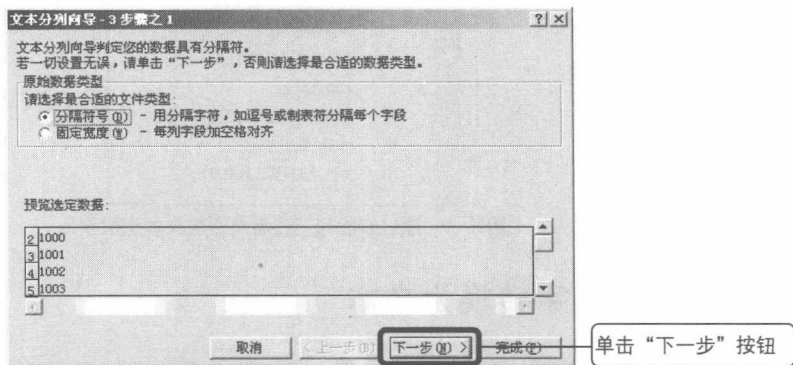 文本分列向导 - 3 步骤之 1
文本分列向导判定您的数据具有分隔符。
若一切设置无误，请单击“下一步”，否则请选择最合适的数据类型。
原始数据类型
请选择最合适的文件类型:
分隔符号(D) - 用分隔字符，如逗号或制表符分隔每个字段
固定宽度(W) - 每列字段加空格对齐
预览选定数据:
2 1000
3 1001
4 1002
5 1003
取消 < 上一步(B) 下一步(N) > 完成(F)
单击“下一步”按钮